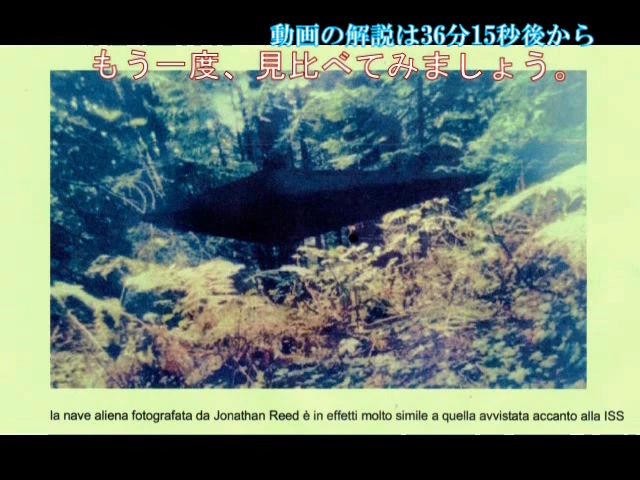 動画の解説は36分15秒後から
もう一度、見比べてみましょう。
la nave aliena fotografata da Jonathan Reed è in effetti molto simile a quella avvistata accanto alla ISS